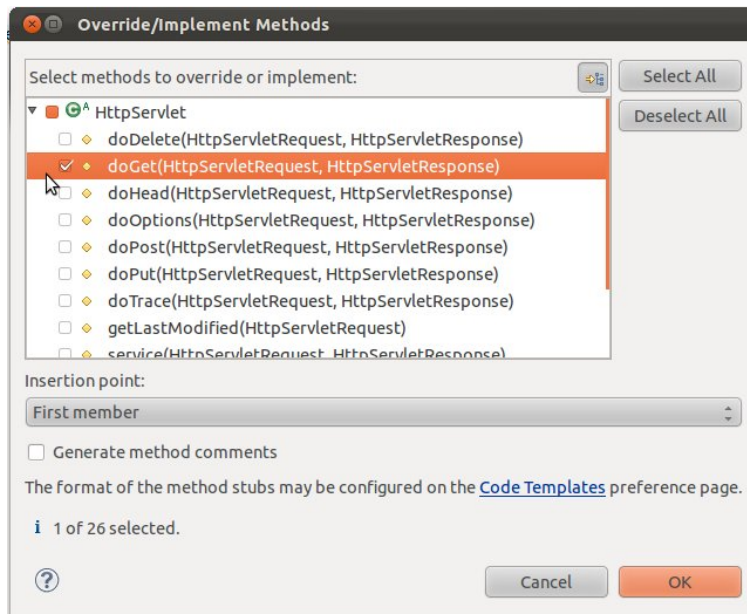 Override/Implement Methods
Select methods to override or implement:
Select All
Deselect All
HttpServlet
doDelete(HttpServletRequest, HttpServletResponse)
doGet(HttpServletRequest, HttpServletResponse)
doHead(HttpServletRequest, HttpServletResponse)
doOptions(HttpServletRequest, HttpServletResponse)
doPost(HttpServletRequest, HttpServletResponse)
doPut(HttpServletRequest, HttpServletResponse)
doTrace(HttpServletRequest, HttpServletResponse)
getLastModified(HttpServletRequest)
service(HttpServletRequest, HttpServletResponse)
Insertion point:
First member
Generate method comments
The format of the method stubs may be configured on the Code Templates preference page.
1 of 26 selected.
Cancel
OK